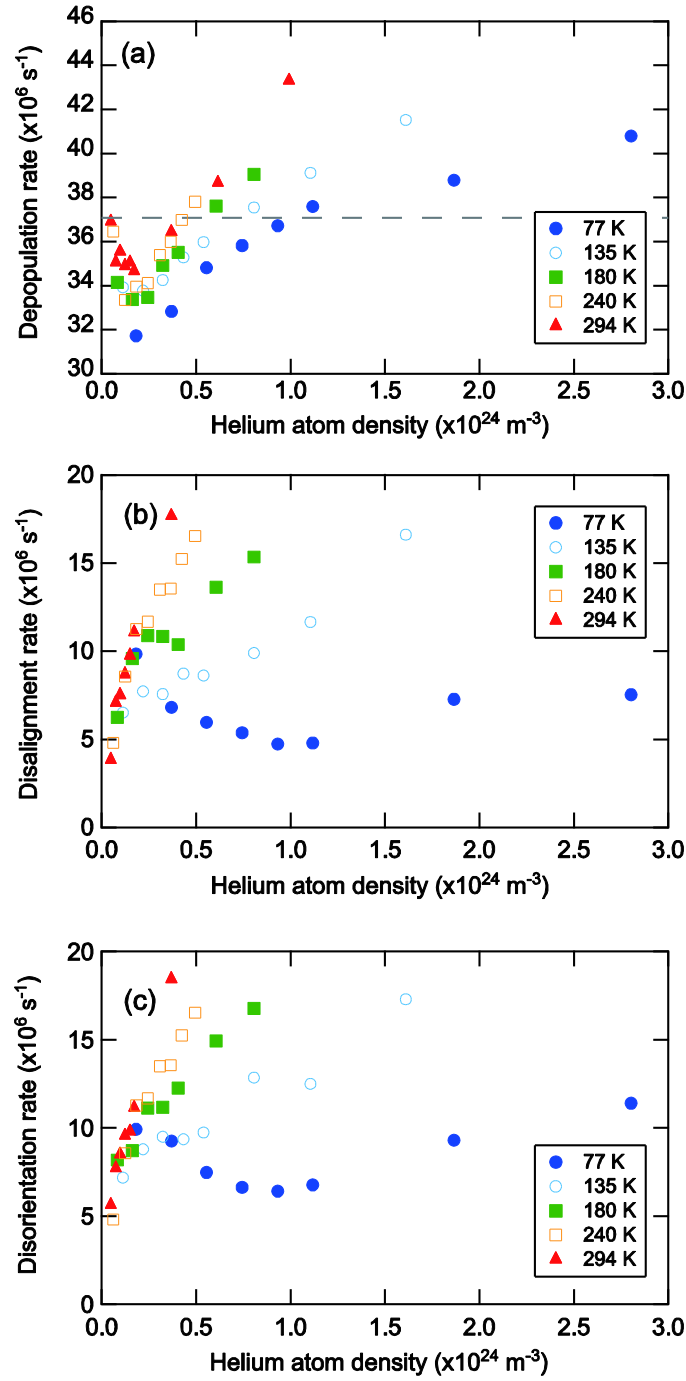 (a)
Depopulation rate (x10⁶ s⁻¹)
46
44
42
40
38
36
34
32
30
77 K
135 K
180 K
240 K
294 K
0.0 0.5 1.0 1.5 2.0 2.5 3.0
Helium atom density (x10²⁴ m⁻³)
(b)
Disalignment rate (x10⁶ s⁻¹)
20
15
10
5
0
77 K
135 K
180 K
240 K
294 K
0.0 0.5 1.0 1.5 2.0 2.5 3.0
Helium atom density (x10²⁴ m⁻³)
(c)
Disorientation rate (x10⁶ s⁻¹)
20
15
10
5
0
77 K
135 K
180 K
240 K
294 K
0.0 0.5 1.0 1.5 2.0 2.5 3.0
Helium atom density (x10²⁴ m⁻³)